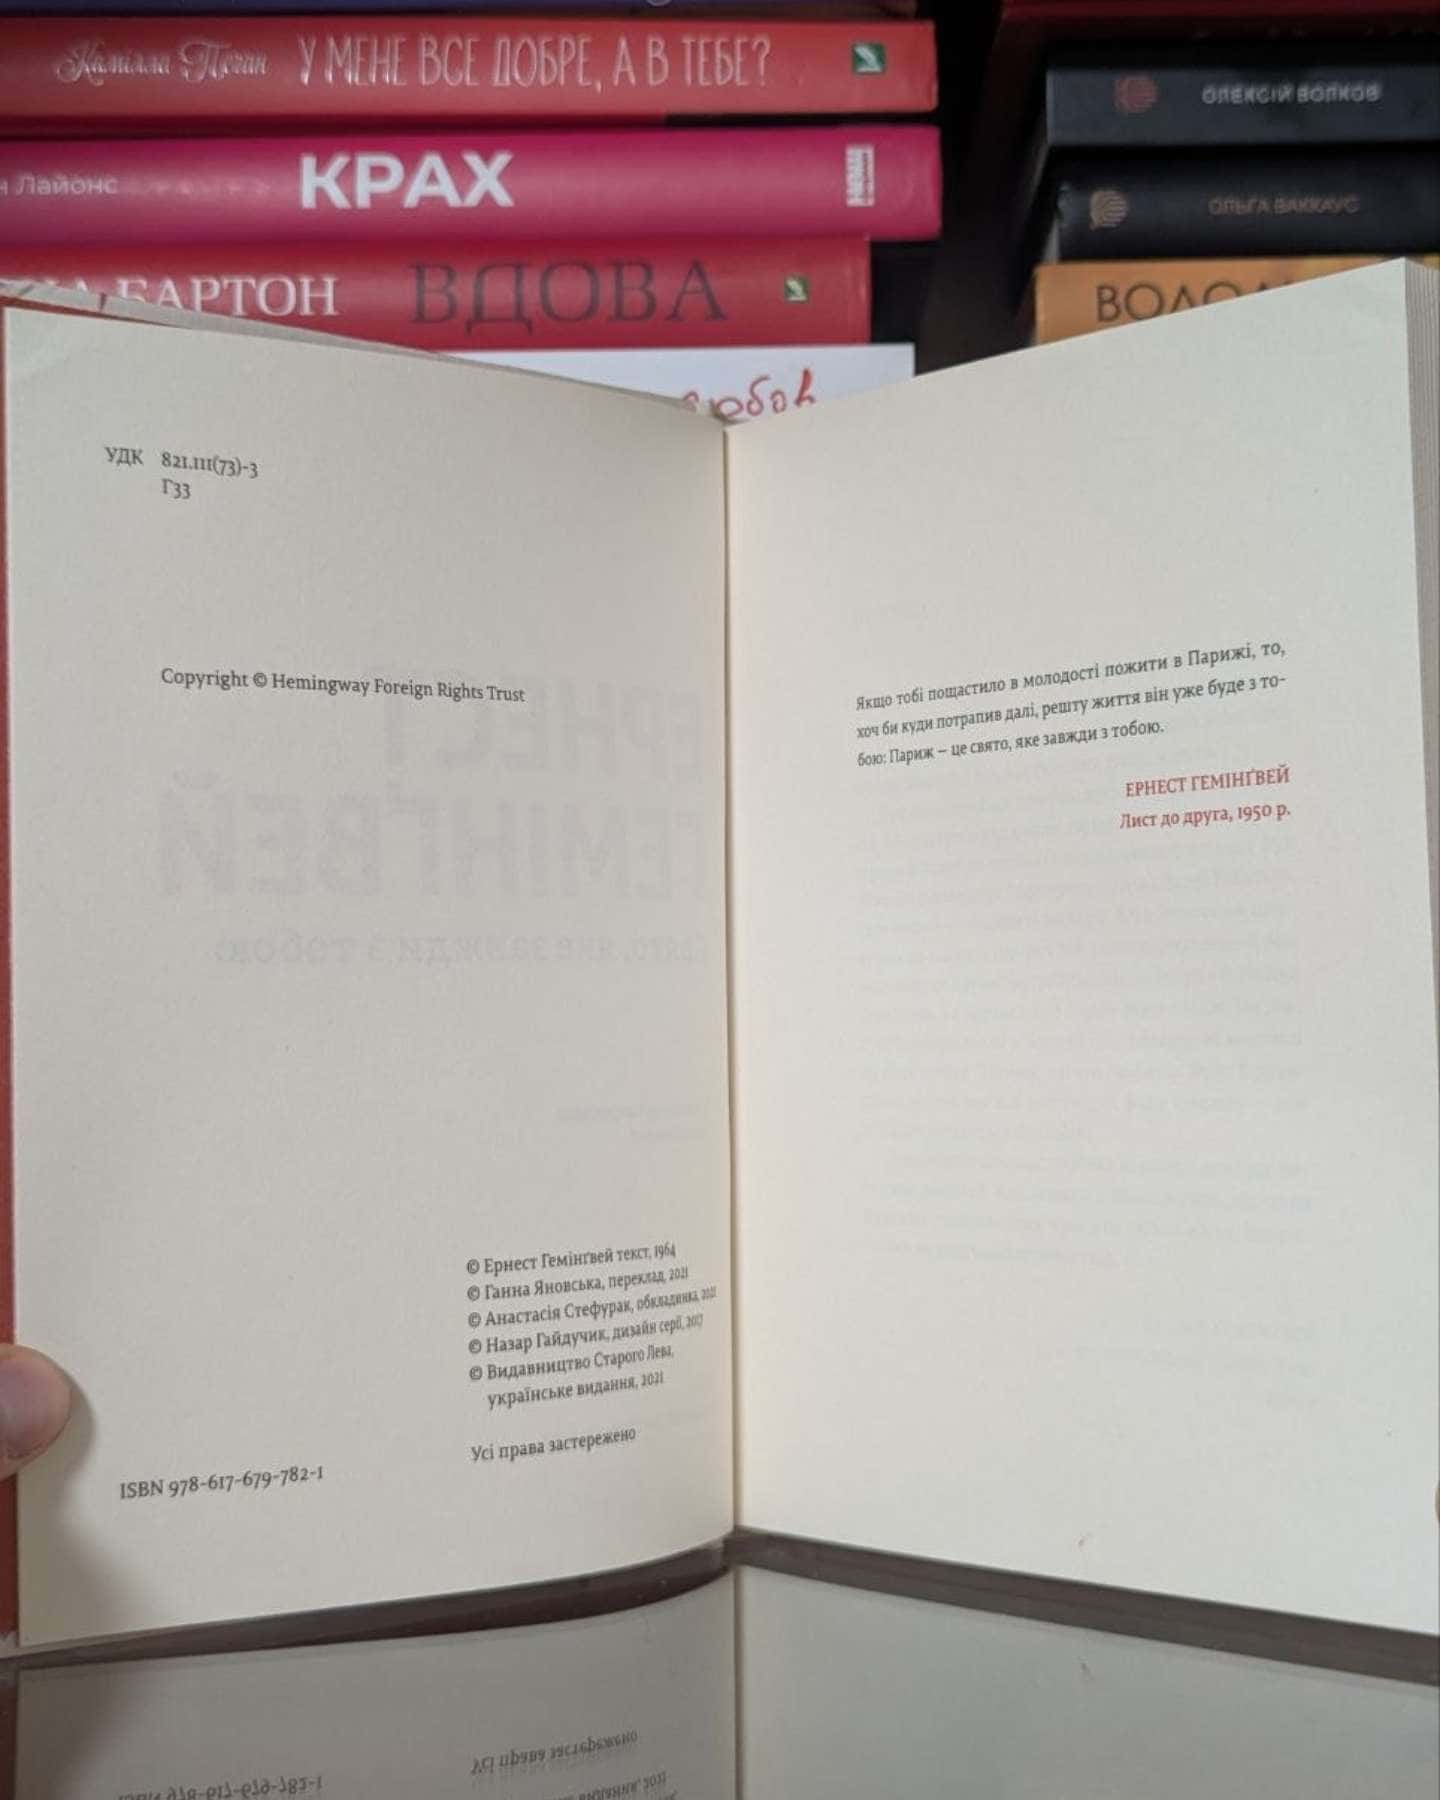 Камілла Пеган У МЕНЕ ВСЕ ДОБРЕ, А В ТЕБЕ?
Лайонс КРАХ НАШ
БАРТОН ВДОВА
ОЛЕКСІЙ ВОЛКОВ
ОЛЬГА ВАККАУС
УДК 821.111(73)-3
Г33
Copyright © Hemingway Foreign Rights Trust
© Ернест Гемінґвей текст, 1964
© Ганна Яновська, переклад, 2021
© Анастасія Стефурак, обкладинка, 2021
© Назар Гайдучик, дизайн серії, 2017
© Видавництво Старого Лева,
українське видання, 2021
Усі права застережено
ISBN 978-617-679-782-1
Якщо тобі пощастило в молодості пожити в Парижі, то,
хоч би куди потрапив далі, решту життя він уже буде з то-
бою: Париж – це свято, яке завжди з тобою.
ЕРНЕСТ ГЕМІНҐВЕЙ
Лист до друга, 1950 р.